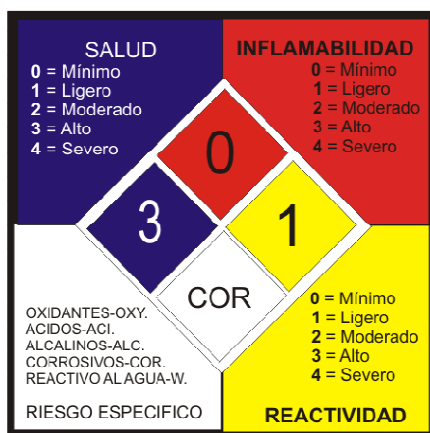 SALUD
0 = Mínimo
1 = Ligero
2 = Moderado
3 = Alto
4 = Severo
INFLAMABILIDAD
0 = Mínimo
1 = Ligero
2 = Moderado
3 = Alto
4 = Severo
0
3
1
COR
OXIDANTES-OXY.
ACIDOS-ACI.
ALCALINOS-ALC.
CORROSIVOS-COR.
REACTIVO AL AGUA-W.
RIESGO ESPECIFICO
0 = Mínimo
1 = Ligero
2 = Moderado
3 = Alto
4 = Severo
REACTIVIDAD